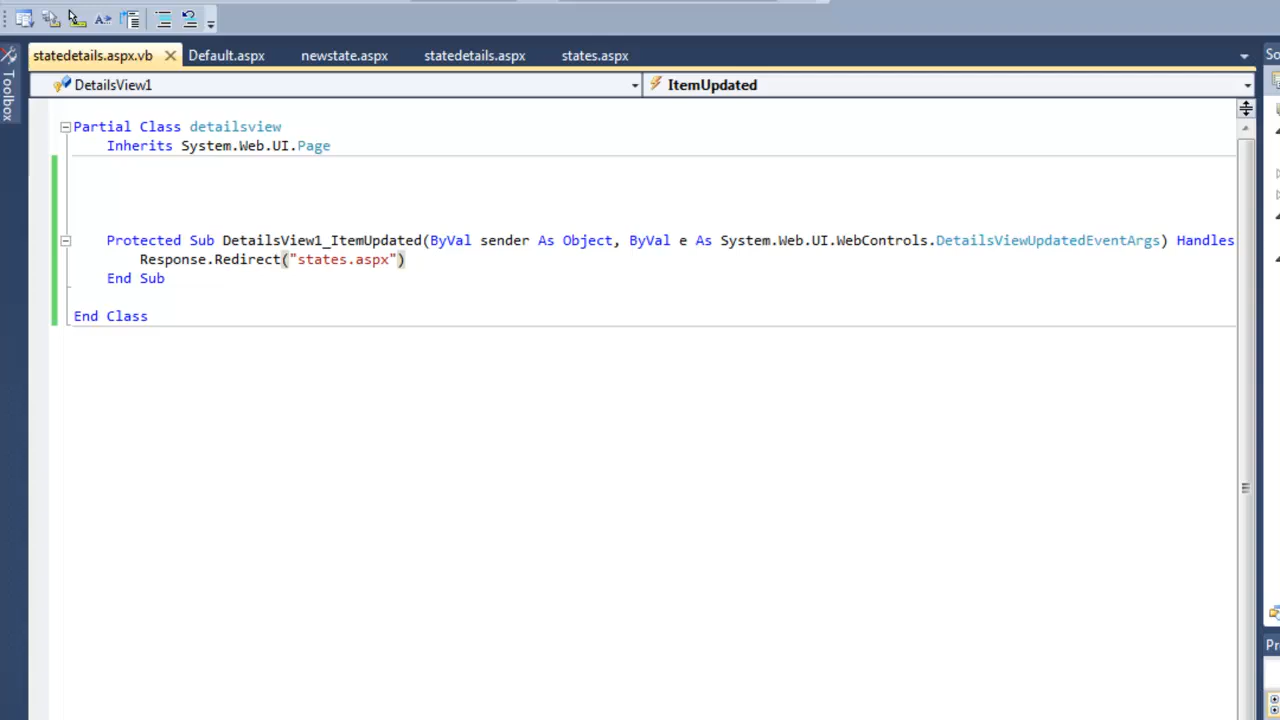 statedetails.aspx.vb Default.aspx newstate.aspx statedetails.aspx states.aspx
So
Toolbox
DetailsView1 ItemUpdated
Partial Class detailsview
Inherits System.Web.UI.Page
Protected Sub DetailsView1_ItemUpdated(ByVal sender As Object, ByVal e As System.Web.UI.WebControls.DetailsViewUpdatedEventArgs) Handles
Response.Redirect("states.aspx")
End Sub
End Class
Pr